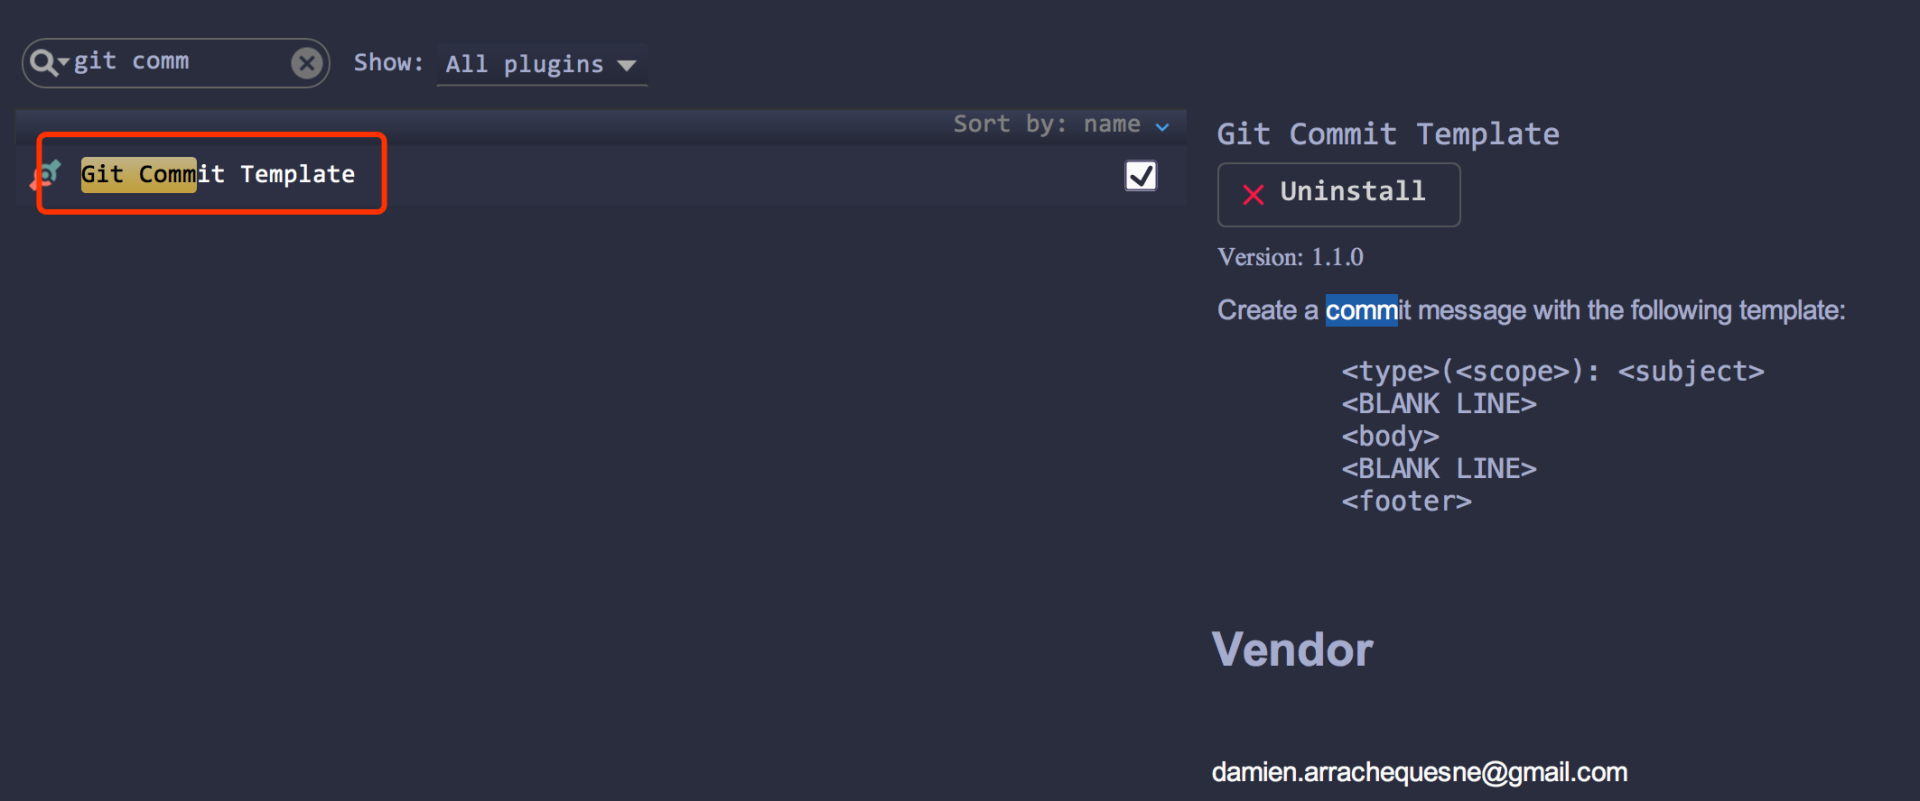 git comm
Show: All plugins
Sort by: name
Git Commit Template
Git Commit Template
Uninstall
Version: 1.1.0
Create a commit message with the following template:
<type>(<scope>): <subject>
<BLANK LINE>
<body>
<BLANK LINE>
<footer>
Vendor
damien.arrachequesne@gmail.com